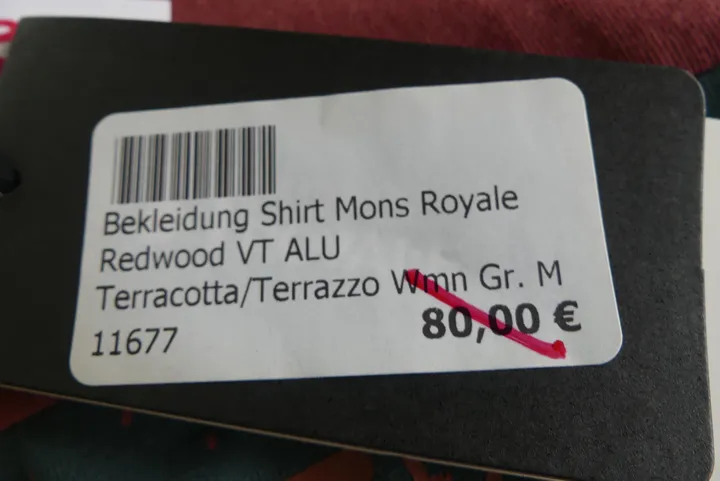 Bekleidung Shirt Mons Royale
Redwood VT ALU
Terracotta/Terrazzo Wmn Gr. M
11677 80,00 €